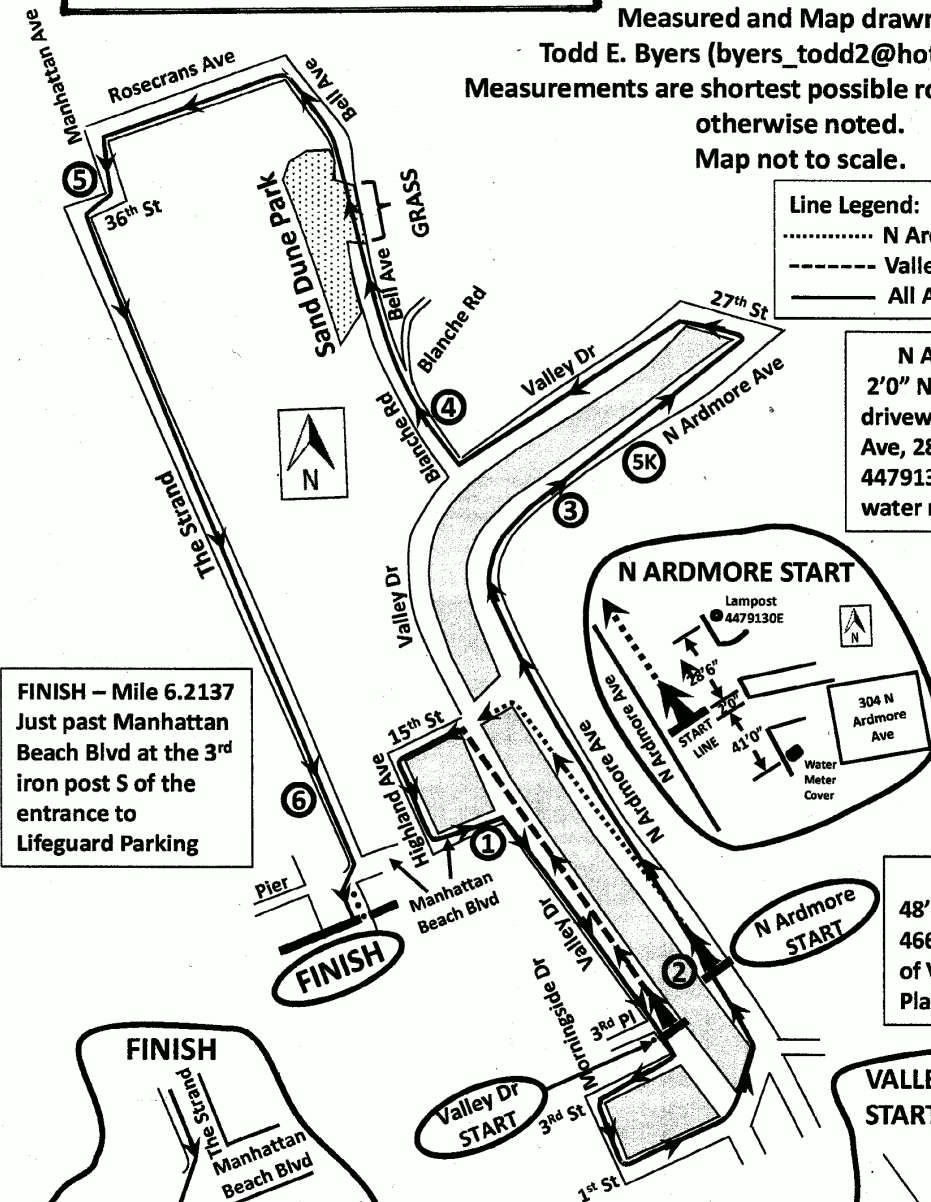 Measured and Map drawn
Todd E. Byers (byers_todd2@hot
Measurements are shortest possible ro
otherwise noted.
Map not to scale.
Line Legend:
N Ar
Valle
All A
N A
2'0" N
drivew
Ave, 28
447913
water
Manhattan Ave
Rosecrans Ave
Bell Ave
5
36th St
Sand Dune Park
GRASS
Bell Ave
Blanche Rd
27th St
Valley Dr
N Ardmore Ave
4
Blanche Rd
5K
3
N
The Strand
Valley Dr
N ARDMORE START
Lampost
4479130E
N
28'6"
2'0"
41'0"
START
LINE
N Ardmore Ave
304 N
Ardmore
Ave
Water
Meter
Cover
FINISH – Mile 6.2137
Just past Manhattan
Beach Blvd at the 3rd
iron post S of the
entrance to
Lifeguard Parking
15th St
Highland Ave
N Ardmore Ave
6
1
Manhattan
Beach Blvd
Pier
FINISH
Valley Dr
N Ardmore
START
2
48'
466
of V
Pla
Morningside Dr
3Rd Pl
Valley Dr
START
3Rd St
1st St
FINISH
The Strand
Manhattan
Beach Blvd
VALLE
START